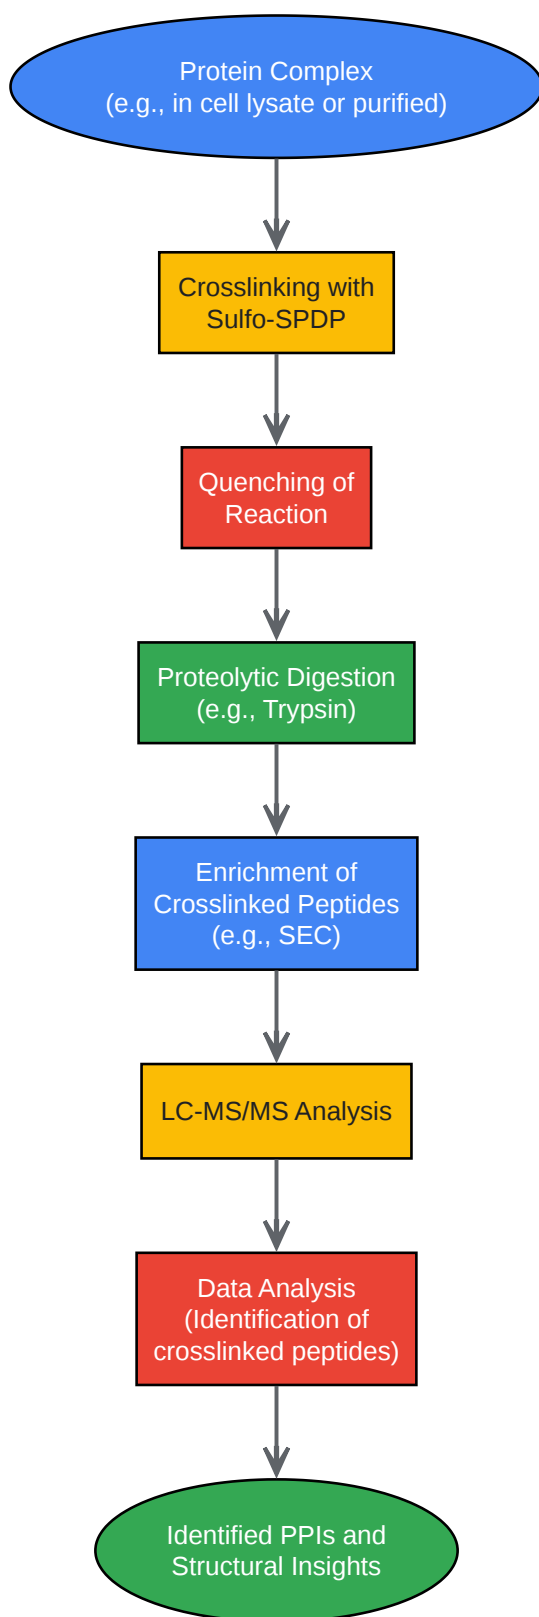 Protein Complex
(e.g., in cell lysate or purified)
Crosslinking with
Sulfo-SPDP
Quenching of
Reaction
Proteolytic Digestion
(e.g., Trypsin)
Enrichment of
Crosslinked Peptides
(e.g., SEC)
LC-MS/MS Analysis
Data Analysis
(Identification of
crosslinked peptides)
Identified PPIs and
Structural Insights